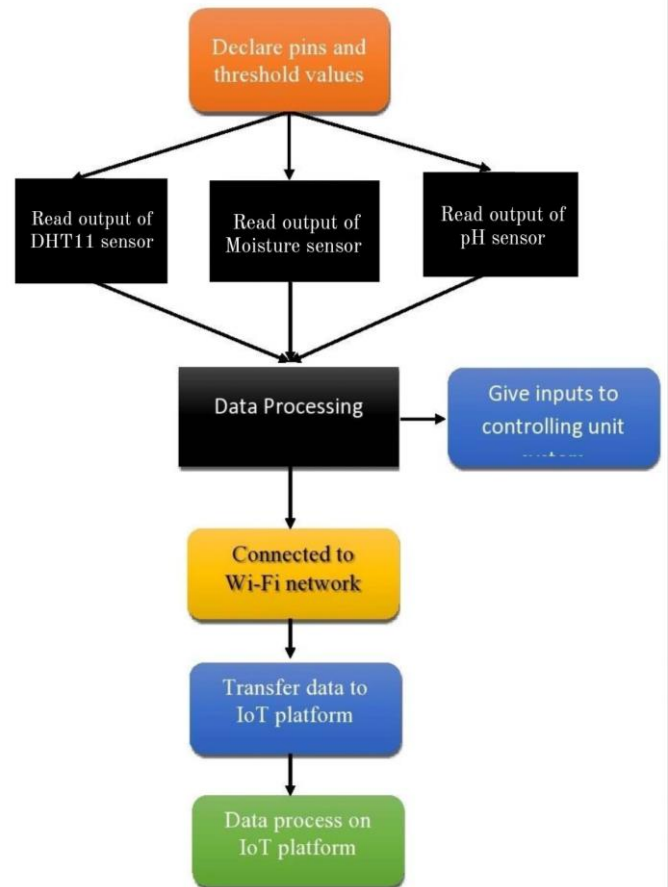 Declare pins and
threshold values
Read output of
DHT11 sensor
Read output of
Moisture sensor
Read output of
pH sensor
Data Processing
Give inputs to
controlling unit
Connected to
Wi-Fi network
Transfer data to
IoT platform
Data process on
IoT platform